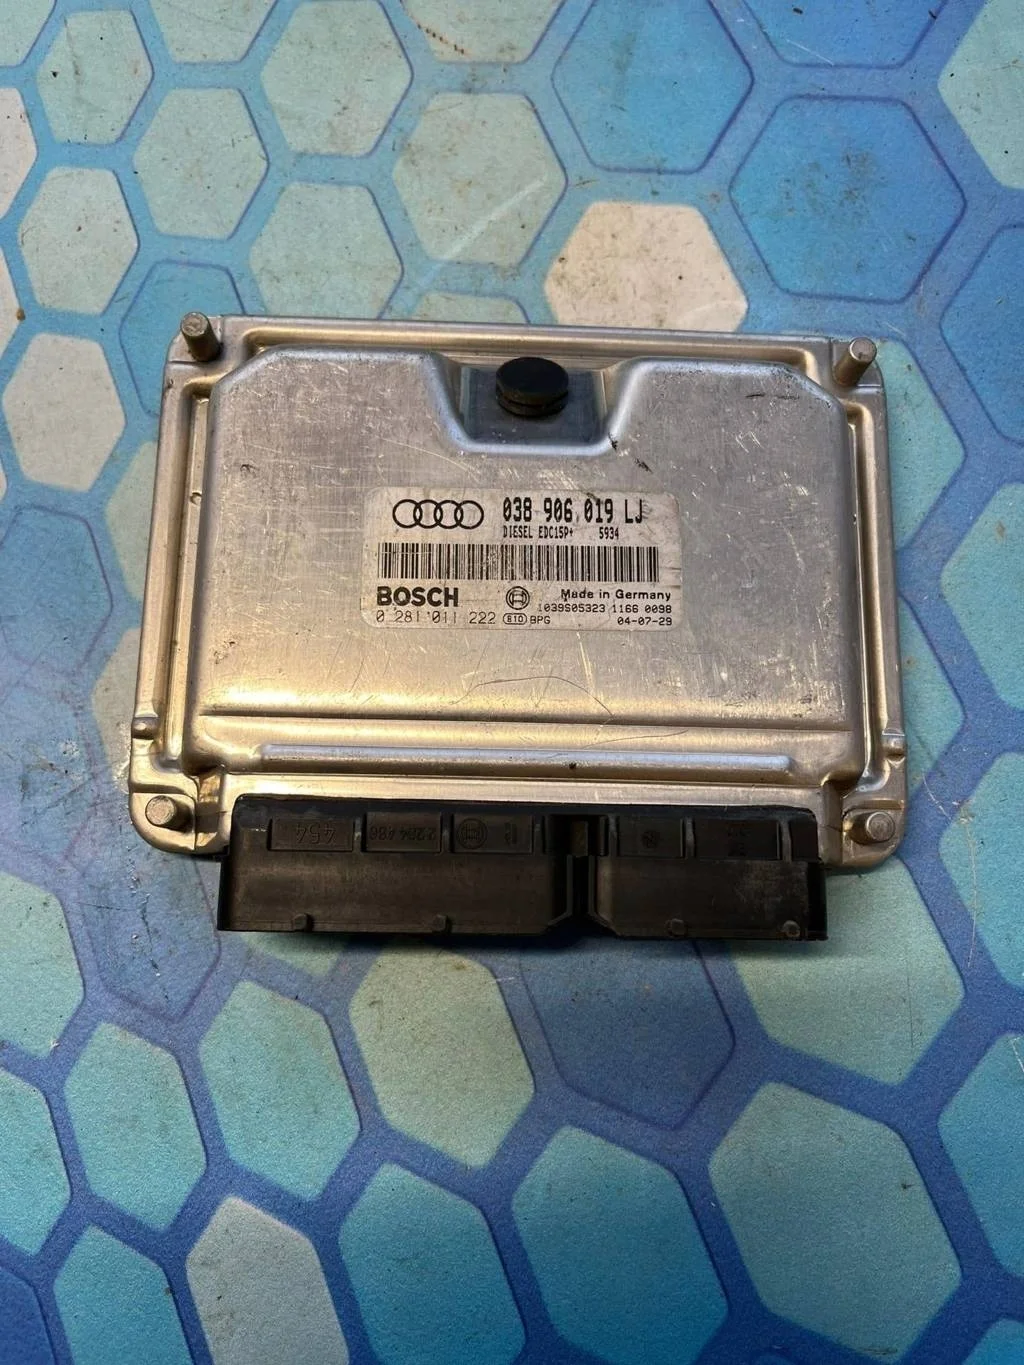 038 906 019 LJ
DIESEL EDC15P+ 5934
BOSCH
Made in Germany
1039S05323 1166 0098
0 281 011 222 BPG
04-07-29
454